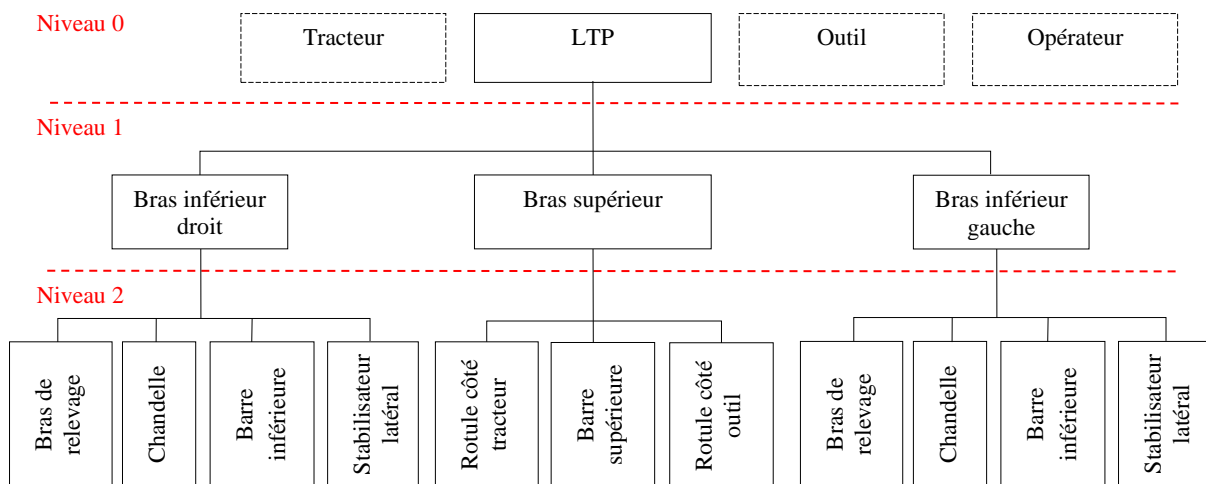 Niveau 0
Tracteur
LTP
Outil
Opérateur
Niveau 1
Bras inférieur
droit
Bras supérieur
Bras inférieur
gauche
Niveau 2
Bras de
relevage
Chandelle
Barre
inférieure
Stabilisateur
latéral
Rotule côté
tracteur
Barre
supérieure
Rotule côté
outil
Bras de
relevage
Chandelle
Barre
inférieure
Stabilisateur
latéral